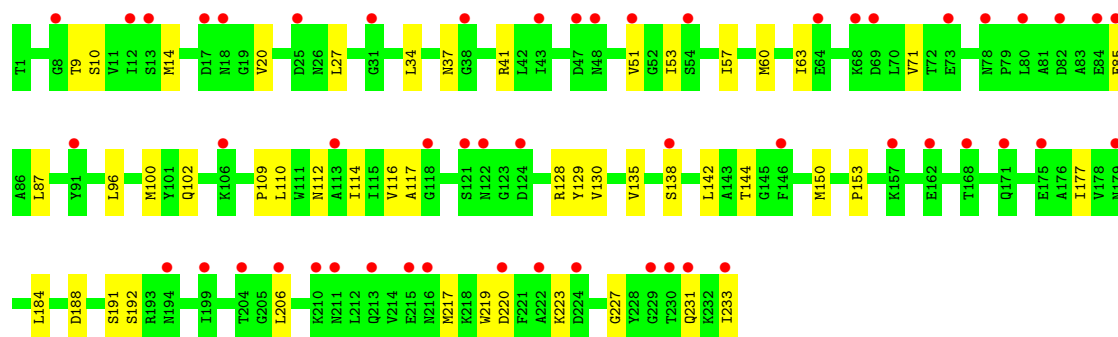 T1 G8 T9 S10 V11 I12 S13 M14 D17 N18 G19 V20 D25 N26 L27 G31 L34 N37 G38 R41 L42 I43 D47 N48 V51 G52 I53 S54 I57 M60 I63 E64 K68 D69 L70 V71 T72 E73 N78 P79 L80 A81 D82 A83 E84
A86 L87 Y91 L96 M100 Y101 Q102 K106 P109 L110 W111 N112 A113 I114 I115 V116 A117 G118 S121 N122 G123 D124 R128 Y129 V130 V135 S138 L142 A143 T144 G165 F146 M150 P153 K157 E162 T168 Q171 E175 A176 I177 V178
L184 D188 S191 S192 R193 N194 I199 T204 G205 L206 K210 N211 L212 Q213 V214 E215 N216 M217 K218 W219 D220 F221 A222 K223 D224 G227 Y228 G229 T230 Q231 K232 I233